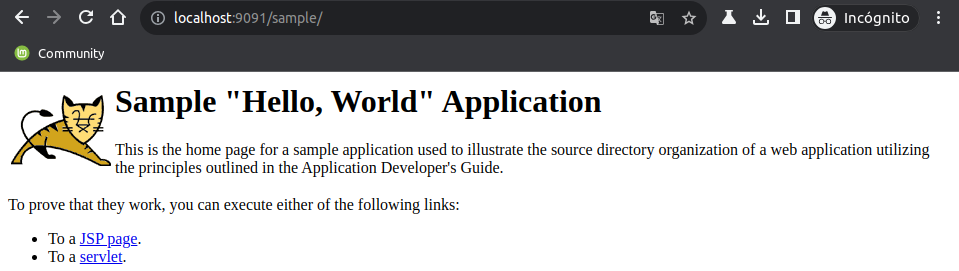 localhost:9091/sample/
Incógnito
Community
Sample "Hello, World" Application
This is the home page for a sample application used to illustrate the source directory organization of a web application utilizing
the principles outlined in the Application Developer's Guide.
To prove that they work, you can execute either of the following links:
• To a JSP page.
• To a servlet.